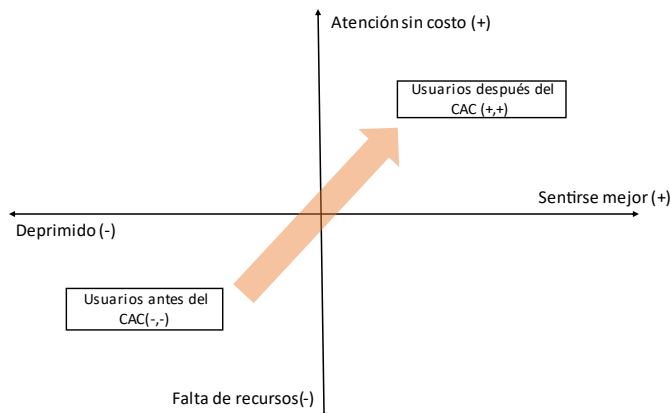 Atención sin costo (+)
Usuarios después del
CAC (+,+)
Sentirse mejor (+)
Deprimido (-)
Usuarios antes del
CAC(-,-)
Falta de recursos(-)